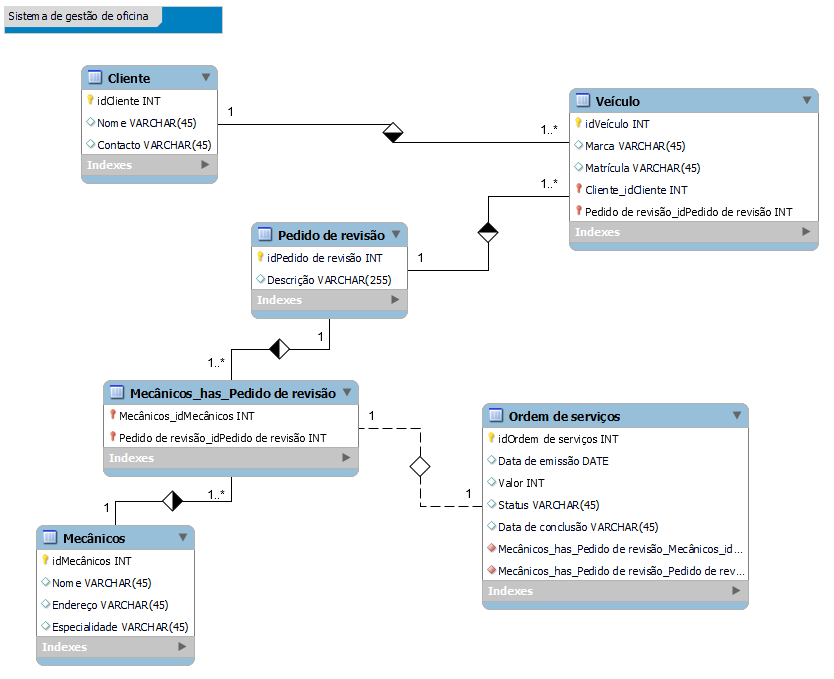 Sistema de gestão de oficina
Cliente
idCliente INT
Nome VARCHAR(45)
Contacto VARCHAR(45)
Indexes
1
1..*
Veículo
idVeículo INT
Marca VARCHAR(45)
Matrícula VARCHAR(45)
Cliente_idCliente INT
Pedido de revisão_idPedido de revisão INT
Indexes
1..*
1
Pedido de revisão
idPedido de revisão INT
Descrição VARCHAR(255)
Indexes
1
1..*
Mecânicos_has_Pedido de revisão
Mecânicos_idMecânicos INT
Pedido de revisão_idPedido de revisão INT
Indexes
1
1
Ordem de serviços
idOrdem de serviços INT
Data de emissão DATE
Valor INT
Status VARCHAR(45)
Data de conclusão VARCHAR(45)
Mecânicos_has_Pedido de revisão_Mecânicos_id...
Mecânicos_has_Pedido de revisão_Pedido de rev...
Indexes
1..*
1
Mecânicos
idMecânicos INT
Nome VARCHAR(45)
Endereço VARCHAR(45)
Especialidade VARCHAR(45)
Indexes